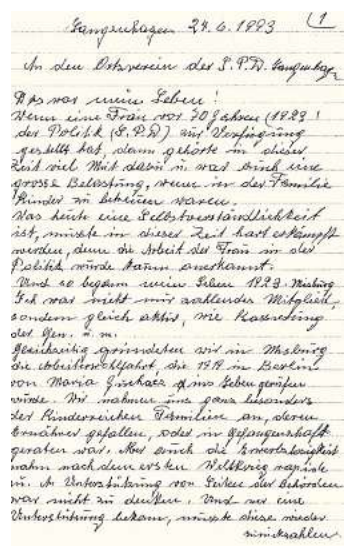 Langenhagen 24.6.1993 (1
An den Ortsverein der S.P.D. Langenhag.
Das war mein Leben!
Wenn eine Frau vor 70 Jahren (1923!
der Politik (S.P.D) zur Verfügung
gestellt hat, dann gehörte in dieser
Zeit viel Mut dazu u. war auch eine
grosse Belastung, wenn in der Familie
Kinder zu betreuen waren.
Was heute eine Selbstverständlichkeit
ist, musste in dieser Zeit hart erkämpft
werden, denn die Arbeit der Frau in der
Politik wurde kaum anerkannt.
Und so begann mein Leben 1923. Misburg
Ich war nicht nur zahlendes Mitglied,
sondern gleich aktiv, wie Kassierung
der Gen. u. m.
Gleichzeitig gründeten wir in Misburg
die Arbeiterwohlfahrt, die 1919 in Berlin
von Maria Juchacz ins Leben gerufen
wurde. Wir nahmen uns ganz besonders
der Kinderreichen Familien an, deren
Ernährer gefallen, oder in Gefangenschaft
geraten war. Aber auch die Erwerbslosigkeit
nahm nach dem ersten Weltkrieg rapide
zu. An Unterstützung von Seiten der Behörden
war nicht zu denken. Und wer eine
Unterstützung bekam, musste diese wieder
zurückzahlen.